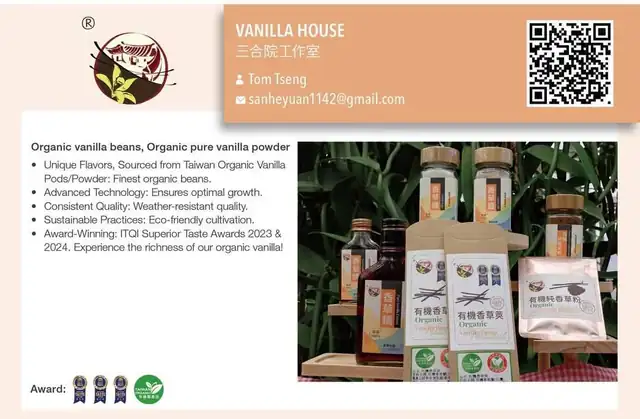 ®
VANILLA HOUSE
三合院工作室
Tom Tseng
sanheyuan1142@gmail.com
Organic vanilla beans, Organic pure vanilla powder
• Unique Flavors, Sourced from Taiwan Organic Vanilla
Pods/Powder: Finest organic beans.
• Advanced Technology: Ensures optimal growth.
• Consistent Quality: Weather-resistant quality.
• Sustainable Practices: Eco-friendly cultivation.
• Award-Winning: ITQI Superior Taste Awards 2023 &
2024. Experience the richness of our organic vanilla!
香草精
有機香草莢
Organic
有機香草莢
Organic
有機純香草粉
Organic
Award:
TAIWAN
ORGANIC